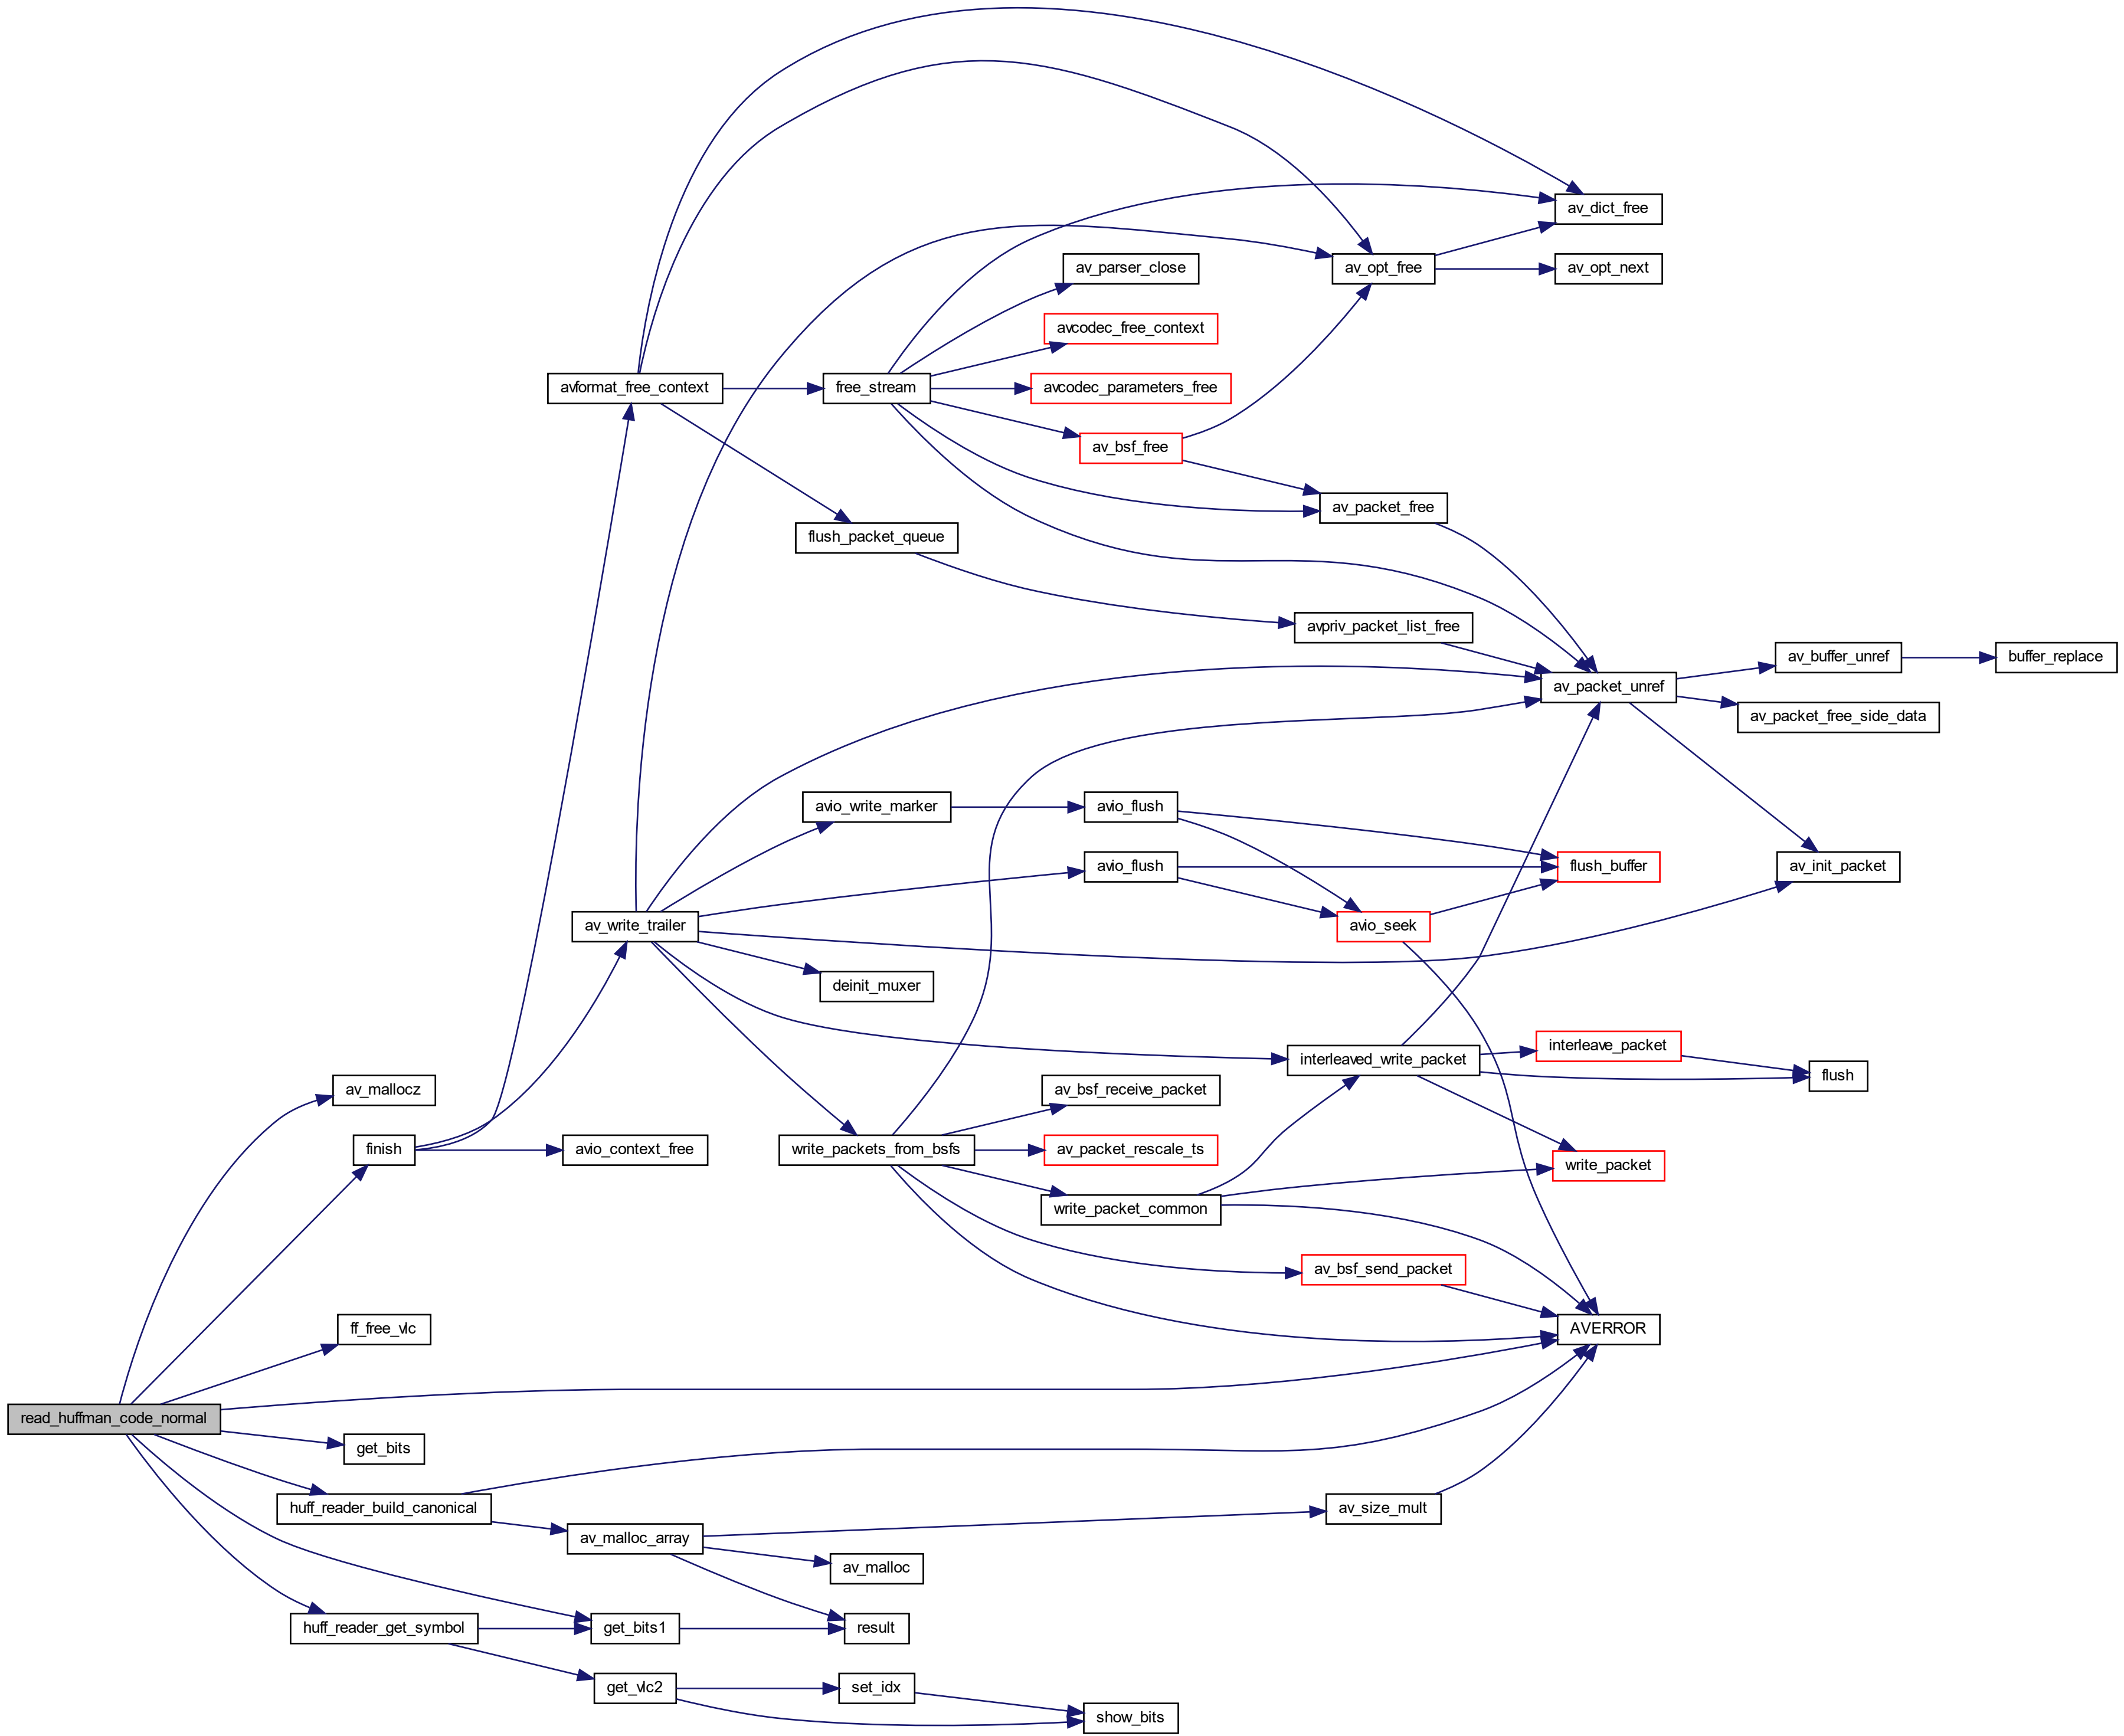 av_dict_free
av_parser_close
av_opt_free
av_opt_next
avcodec_free_context
avformat_free_context
free_stream
avcodec_parameters_free
av_bsf_free
av_packet_free
flush_packet_queue
avpriv_packet_list_free
av_buffer_unref
buffer_replace
av_packet_unref
av_packet_free_side_data
avio_write_marker
avio_flush
avio_flush
flush_buffer
av_init_packet
av_write_trailer
avio_seek
deinit_muxer
interleaved_write_packet
interleave_packet
flush
av_mallocz
av_bsf_receive_packet
finish
avio_context_free
write_packets_from_bsfs
av_packet_rescale_ts
write_packet
write_packet_common
av_bsf_send_packet
ff_free_vlc
AVERROR
read_huffman_code_normal
get_bits
huff_reader_build_canonical
av_size_mult
av_malloc_array
av_malloc
huff_reader_get_symbol
get_bits1
result
get_vlc2
set_idx
show_bits